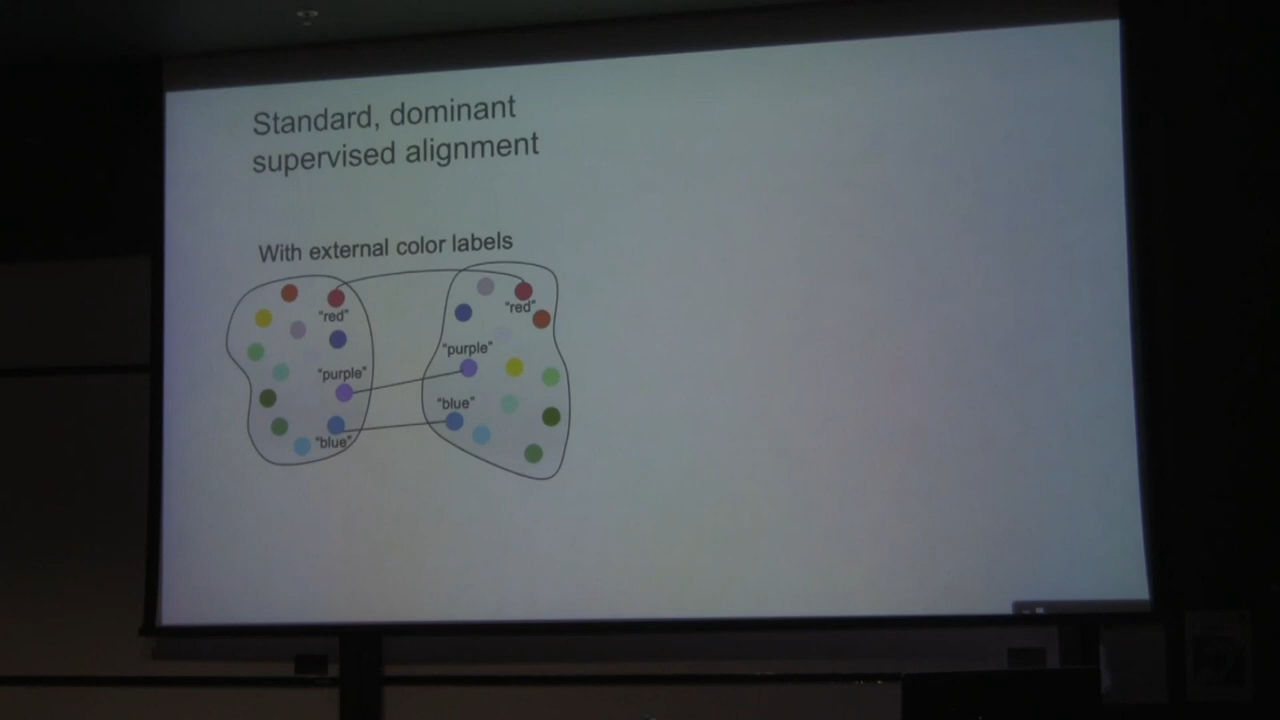 Standard, dominant
supervised alignment
With external color labels
"red"
"red"
"purple"
"purple"
"blue"
"blue"